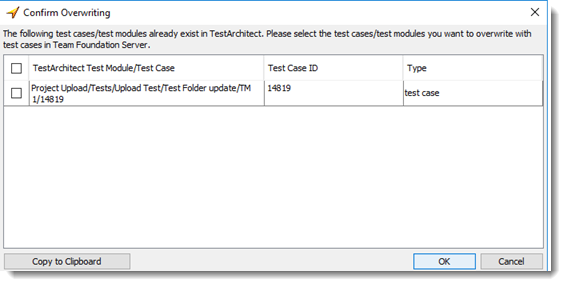 Confirm Overwriting
The following test cases/test modules already exist in TestArchitect. Please select the test cases/test modules you want to overwrite with
test cases in Team Foundation Server.
TestArchitect Test Module/Test Case Test Case ID Type
Project Upload/Tests/Upload Test/Test Folder update/TM 14819 test case
1/14819
Copy to Clipboard OK Cancel